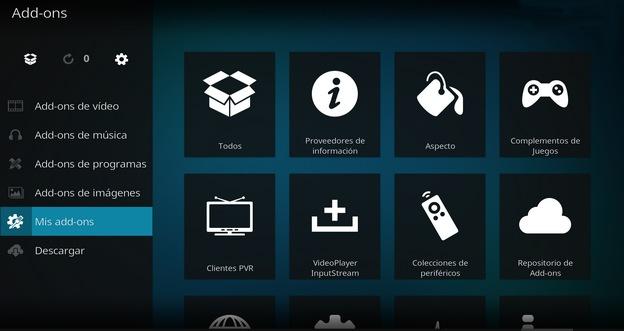 Add-ons
0
Add-ons de vídeo
Add-ons de música
Add-ons de programas
Add-ons de imágenes
Mis add-ons
Descargar
Todos
Proveedores de
información
Aspecto
Complementos de
Juegos
Clientes PVR
VideoPlayer
InputStream
Colecciones de
periféricos
Repositorio de
Add-ons